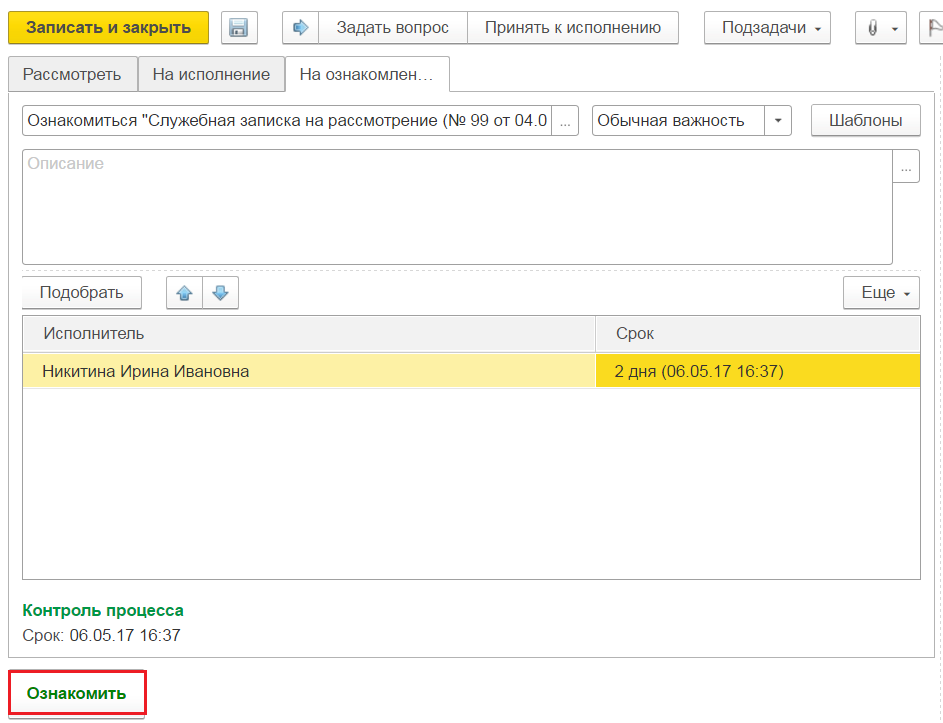 Записать и закрыть Задать вопрос Принять к исполнению Подзадачи
Рассмотреть На исполнение На ознакомлен...
Ознакомиться "Служебная записка на рассмотрение (№ 99 от 04.0 ... Обычная важность Шаблоны
Описание ...
Подобрать Еще
Исполнитель Срок
Никитина Ирина Ивановна 2 дня (06.05.17 16:37)
Контроль процесса
Срок: 06.05.17 16:37
Ознакомить